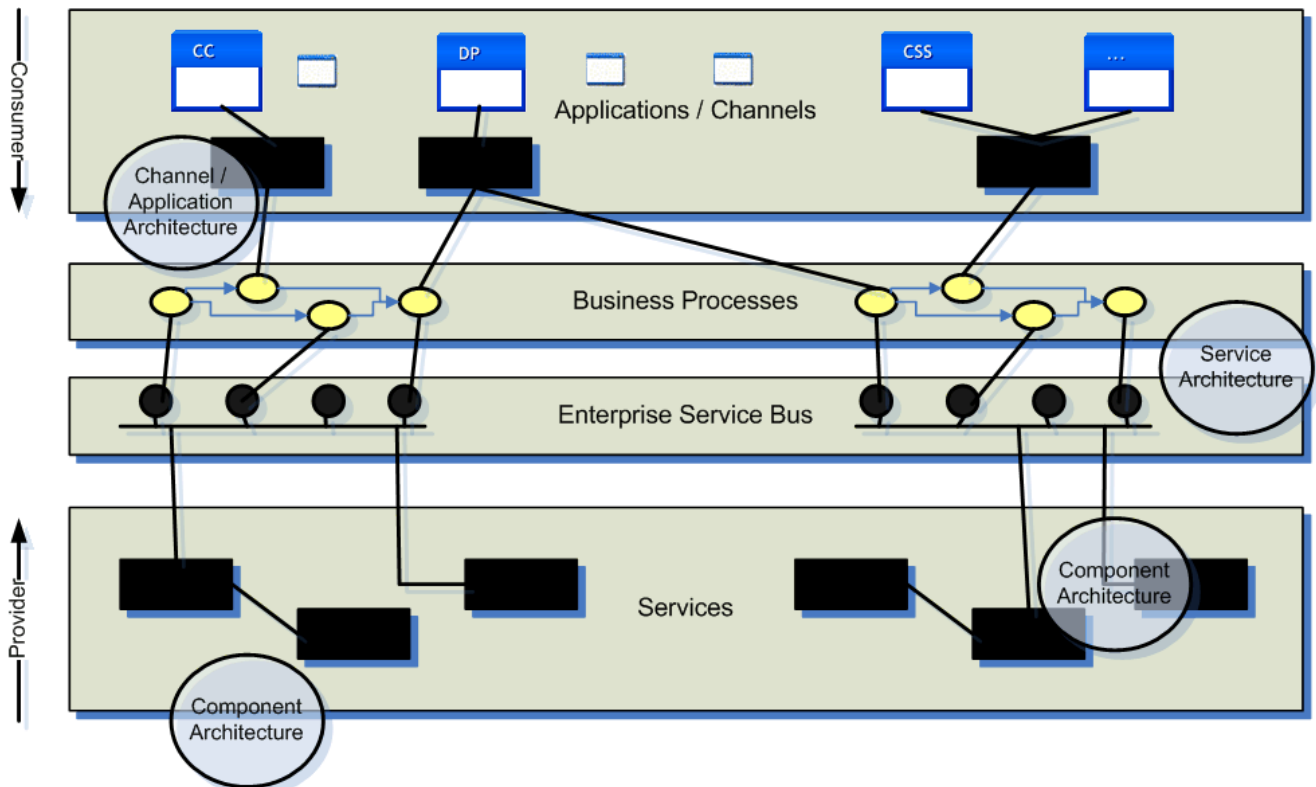 Consumer
CC
DP
CSS
...
Applications / Channels
Channel /
Application
Architecture
Business Processes
Service
Architecture
Enterprise Service Bus
Provider
Services
Component
Architecture
Component
Architecture